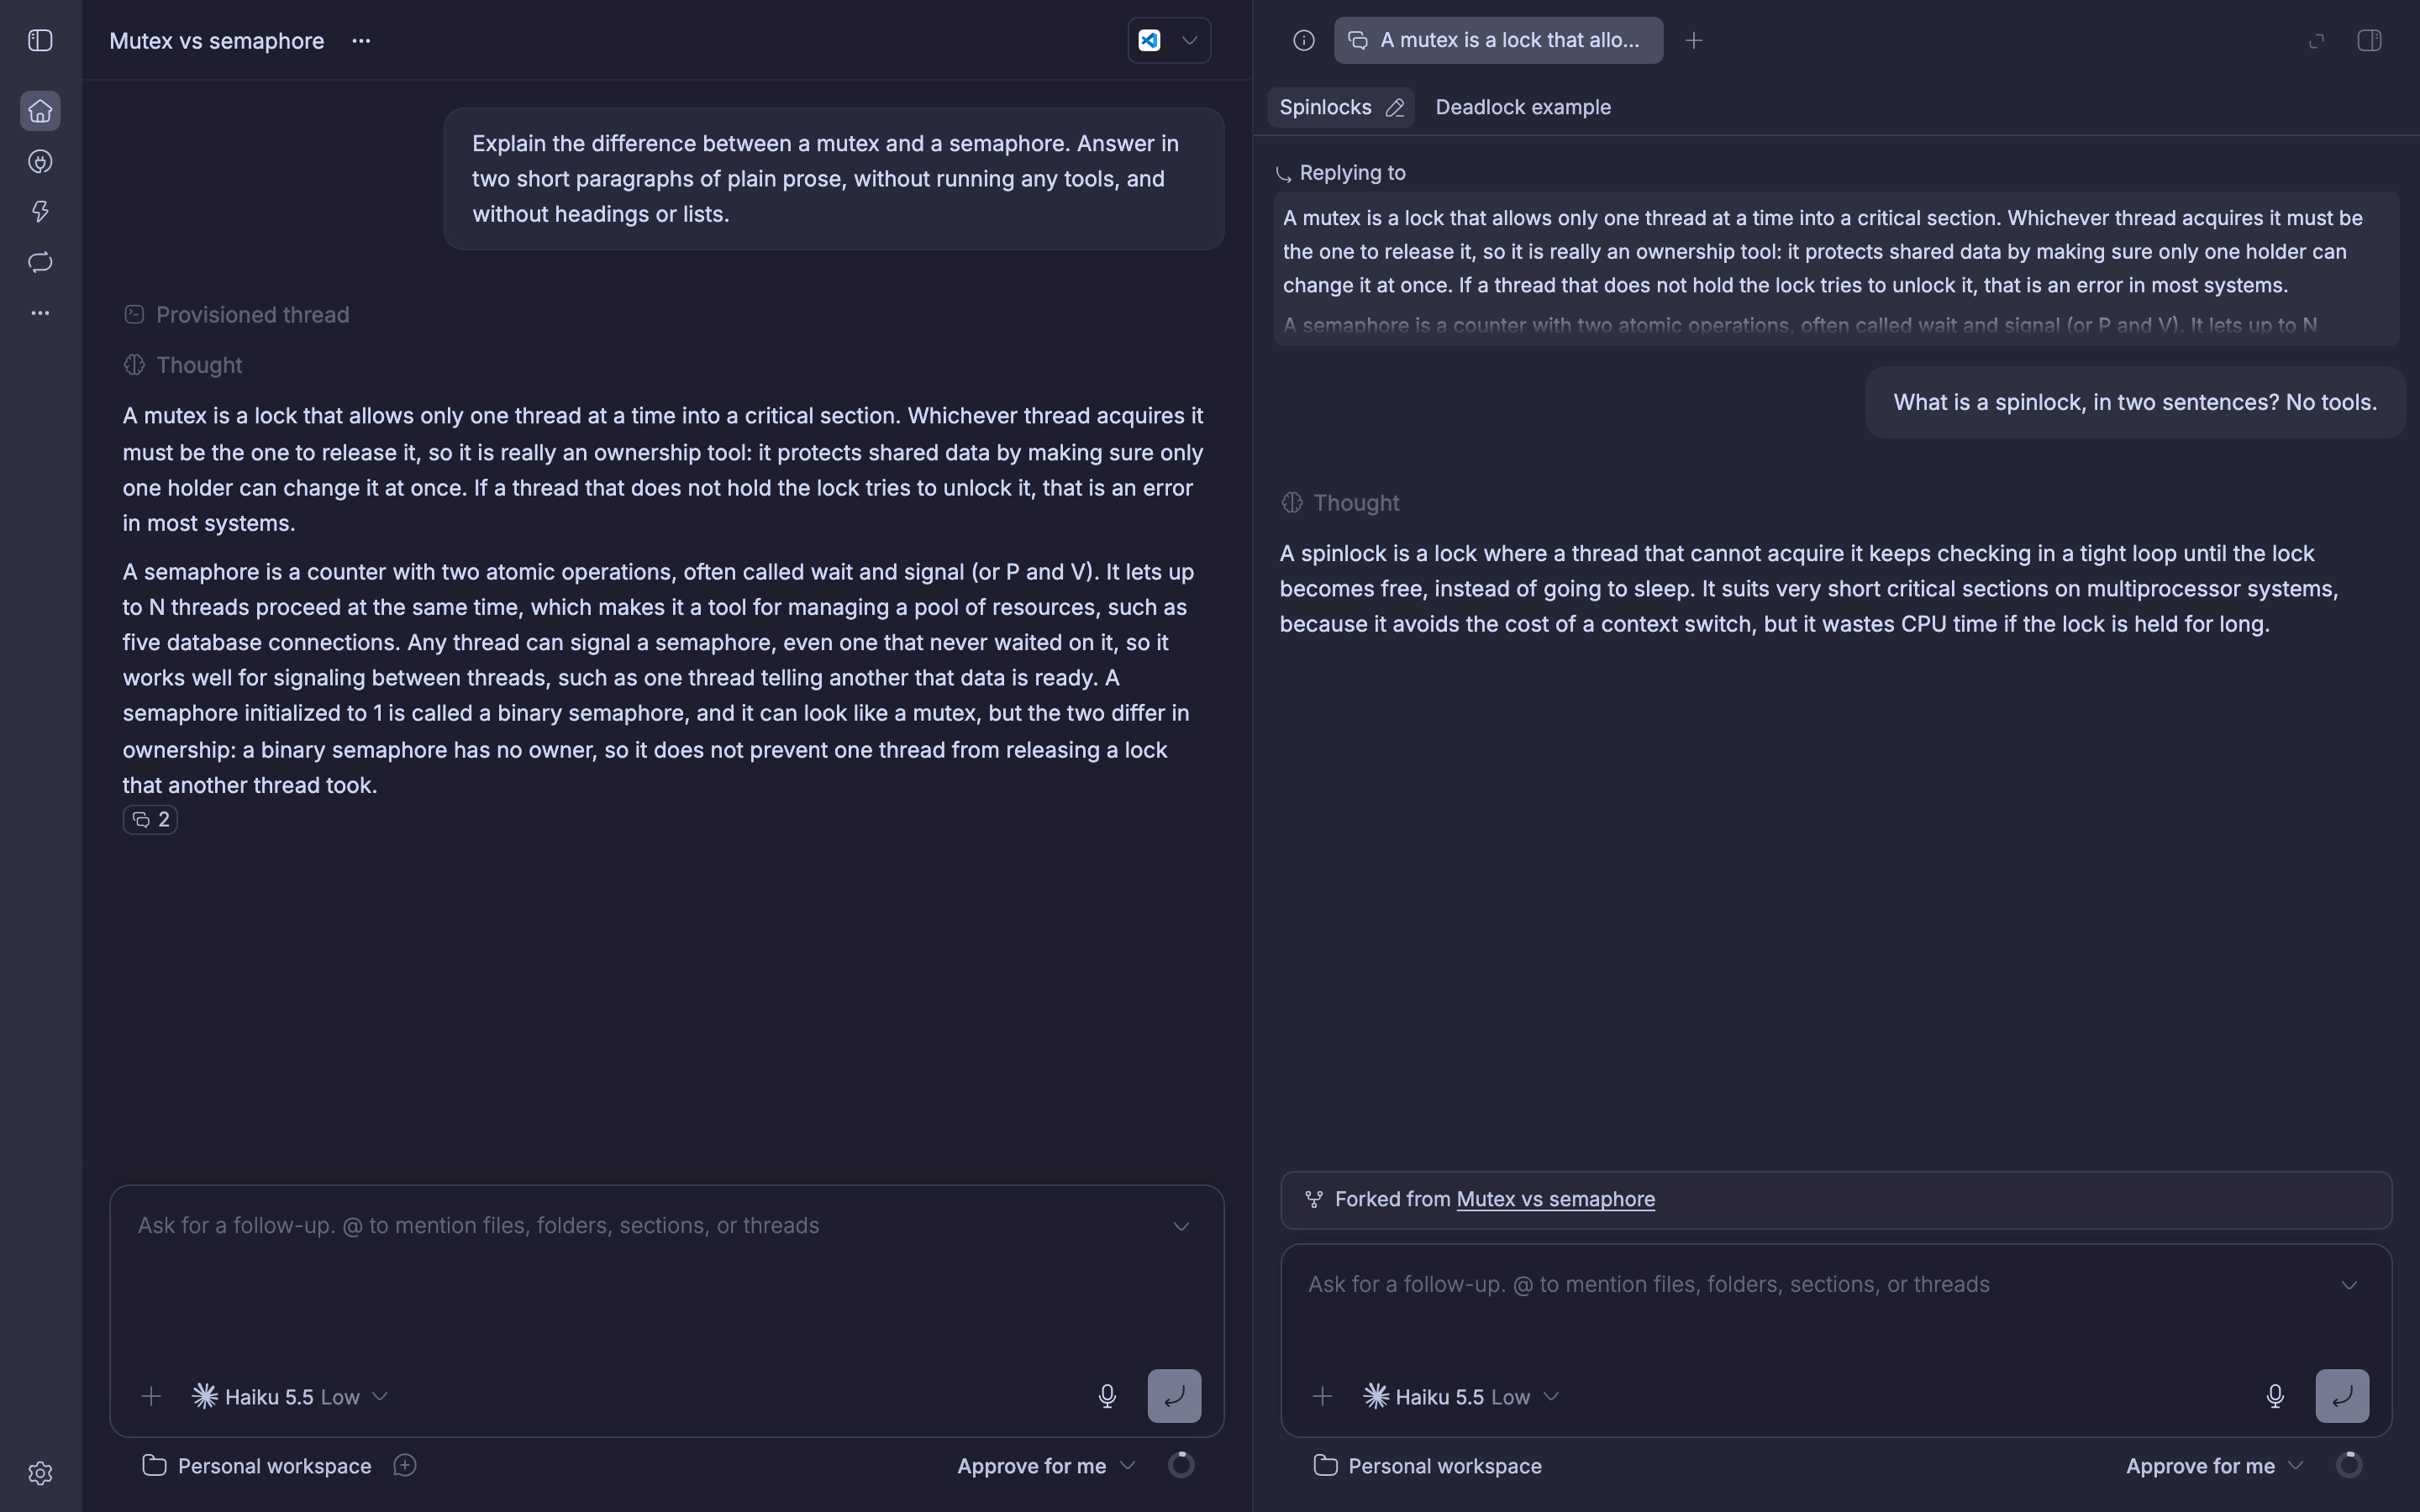 Mutex vs semaphore
Explain the difference between a mutex and a semaphore. Answer in
two short paragraphs of plain prose, without running any tools, and
without headings or lists.
Provisioned thread
Thought
A mutex is a lock that allows only one thread at a time into a critical section. Whichever thread acquires it
must be the one to release it, so it is really an ownership tool: it protects shared data by making sure only
one holder can change it at once. If a thread that does not hold the lock tries to unlock it, that is an error
in most systems.
A semaphore is a counter with two atomic operations, often called wait and signal (or P and V). It lets up
to N threads proceed at the same time, which makes it a tool for managing a pool of resources, such as
five database connections. Any thread can signal a semaphore, even one that never waited on it, so it
works well for signaling between threads, such as one thread telling another that data is ready. A
semaphore initialized to 1 is called a binary semaphore, and it can look like a mutex, but the two differ in
ownership: a binary semaphore has no owner, so it does not prevent one thread from releasing a lock
that another thread took.
2
Ask for a follow-up. @ to mention files, folders, sections, or threads
Haiku 5.5 Low
Personal workspace
Approve for me
A mutex is a lock that allo...
Spinlocks
Deadlock example
Replying to
A mutex is a lock that allows only one thread at a time into a critical section. Whichever thread acquires it must be
the one to release it, so it is really an ownership tool: it protects shared data by making sure only one holder can
change it at once. If a thread that does not hold the lock tries to unlock it, that is an error in most systems.
A semaphore is a counter with two atomic operations, often called wait and signal (or P and V). It lets up to N
What is a spinlock, in two sentences? No tools.
Thought
A spinlock is a lock where a thread that cannot acquire it keeps checking in a tight loop until the lock
becomes free, instead of going to sleep. It suits very short critical sections on multiprocessor systems,
because it avoids the cost of a context switch, but it wastes CPU time if the lock is held for long.
Forked from Mutex vs semaphore
Ask for a follow-up. @ to mention files, folders, sections, or threads
Haiku 5.5 Low
Personal workspace
Approve for me